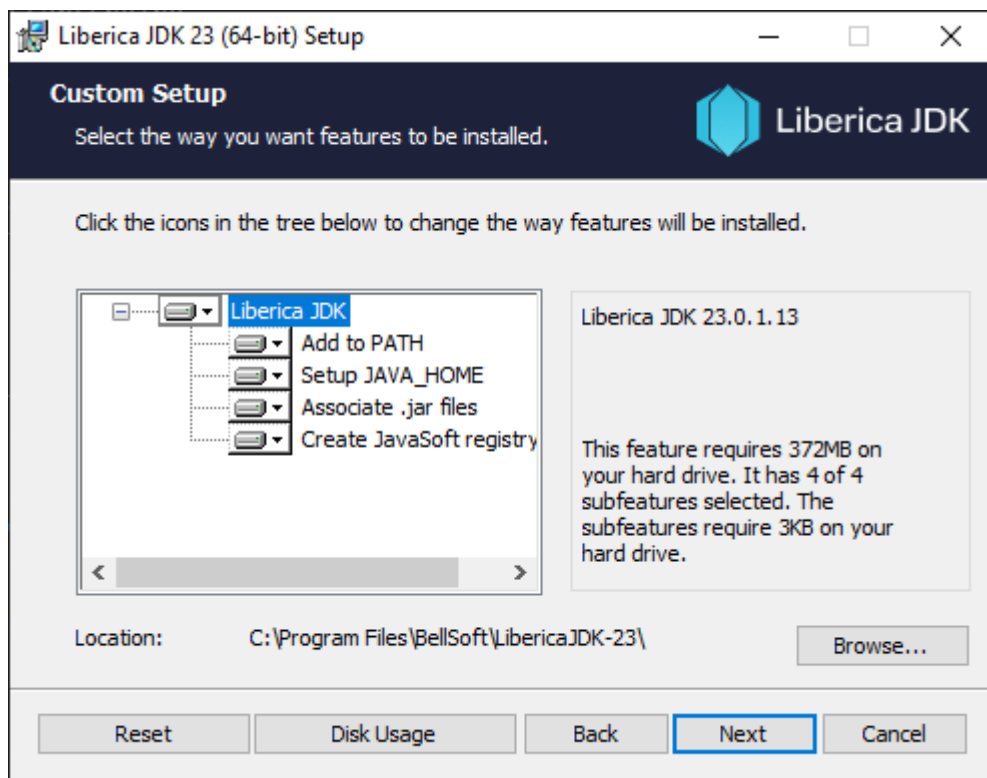 Liberica JDK 23 (64-bit) Setup
Custom Setup
Select the way you want features to be installed.
Liberica JDK
Click the icons in the tree below to change the way features will be installed.
Liberica JDK
Add to PATH
Setup JAVA_HOME
Associate .jar files
Create JavaSoft registry
Liberica JDK 23.0.1.13
This feature requires 372MB on
your hard drive. It has 4 of 4
subfeatures selected. The
subfeatures require 3KB on your
hard drive.
Location: C:\Program Files\BellSoft\LibericaJDK-23\
Browse...
Reset Disk Usage Back Next Cancel